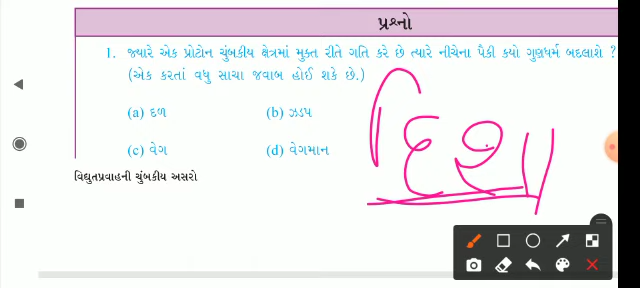 પ્રશ્નો
1. જ્યારે એક પ્રોટોન ચુંબકીય ક્ષેત્રમાં મુક્ત રીતે ગતિ કરે છે ત્યારે નીચેના પૈકી કયો ગુણધર્મ બદલાશે ?
(એક કરતાં વધુ સાચા જવાબ હોઈ શકે છે.)
(a) દળ (b) ઝડપ
(c) વેગ (d) વેગમાન
દિશા
વિદ્યુતપ્રવાહની ચુંબકીય અસરો